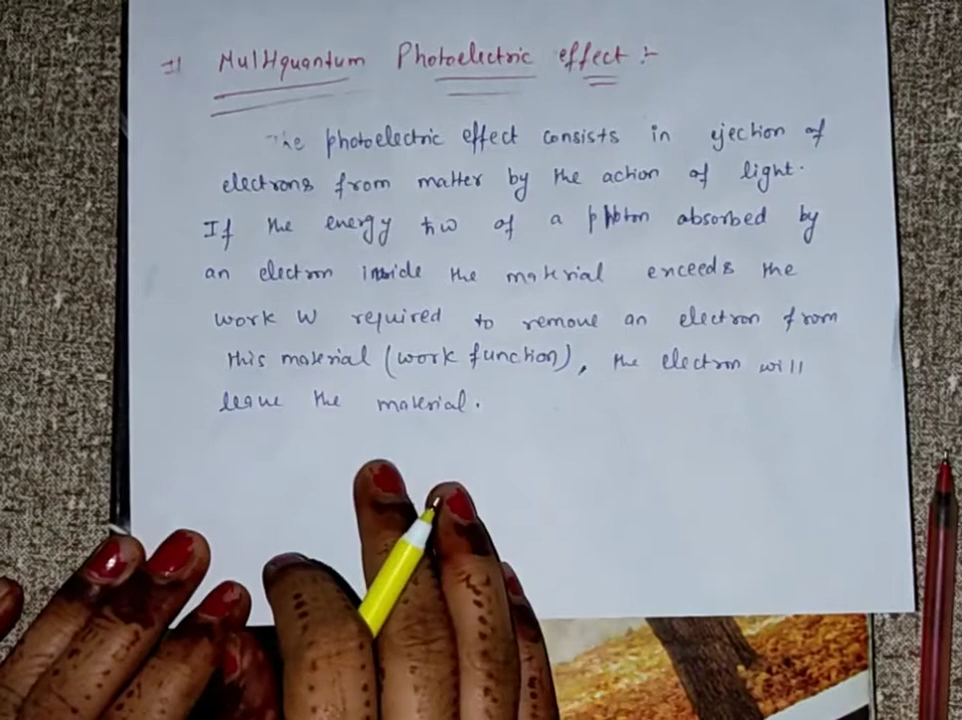 1) Multiquantum Photoelectric effect :-
The photoelectric effect consists in ejection of
electrons from matter by the action of light.
If the energy ħω of a photon absorbed by
an electron inside the material exceeds the
work W required to remove an electron from
this material (work function), the electron will
leave the material.